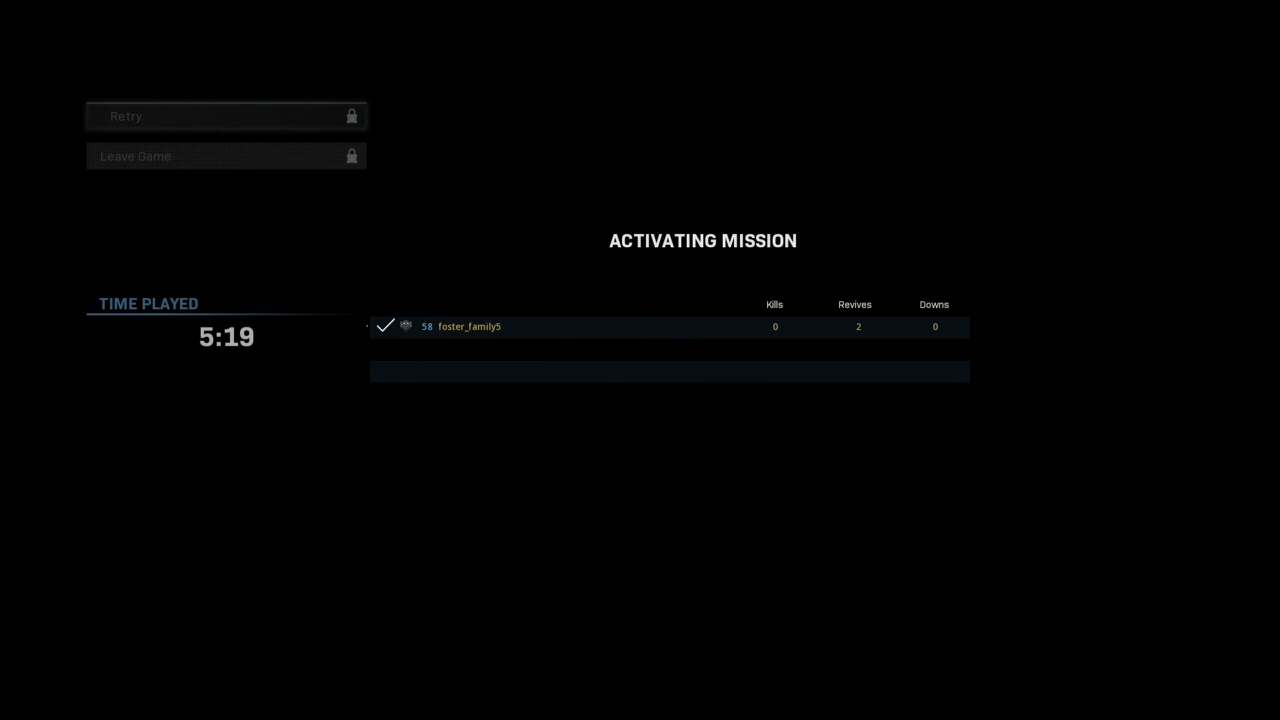 Retry
Leave Game
ACTIVATING MISSION
TIME PLAYED
5:19
Kills Revives Downs
58 foster_family5 0 2 0